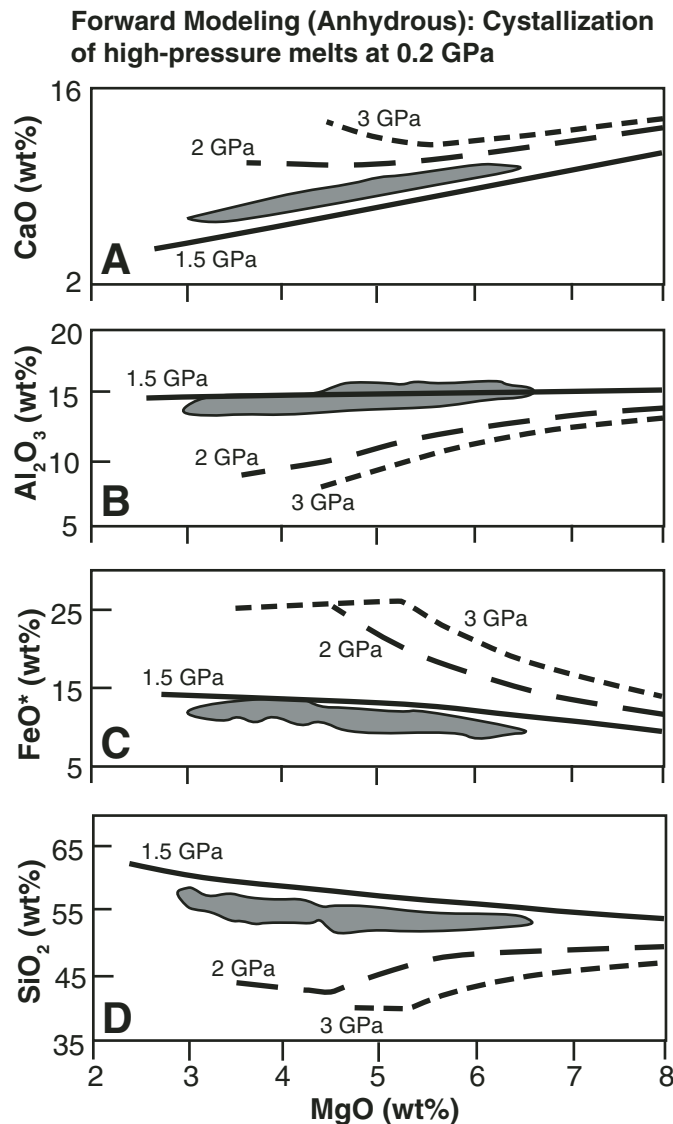 Forward Modeling (Anhydrous): Cystallization
of high-pressure melts at 0.2 GPa
16
CaO (wt%)
2
3 GPa
2 GPa
1.5 GPa
A
20
15
10
5
Al2O3 (wt%)
1.5 GPa
2 GPa
3 GPa
B
25
15
5
FeO* (wt%)
3 GPa
2 GPa
1.5 GPa
C
65
55
45
35
SiO2 (wt%)
1.5 GPa
2 GPa
3 GPa
D
2 3 4 5 6 7 8
MgO (wt%)